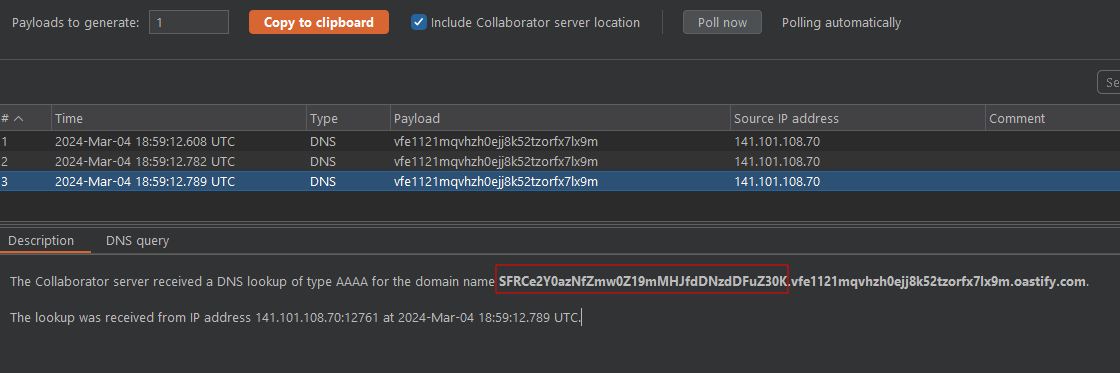 Payloads to generate: 1 Copy to clipboard Include Collaborator server location Poll now Polling automatically
Se
# Time Type Payload Source IP address Comment
1 2024-Mar-04 18:59:12.608 UTC DNS vfe1121mqvhzh0ejj8k52tzorfx7lx9m 141.101.108.70
2 2024-Mar-04 18:59:12.782 UTC DNS vfe1121mqvhzh0ejj8k52tzorfx7lx9m 141.101.108.70
3 2024-Mar-04 18:59:12.789 UTC DNS vfe1121mqvhzh0ejj8k52tzorfx7lx9m 141.101.108.70
Description DNS query
The Collaborator server received a DNS lookup of type AAAA for the domain name SFRCe2Y0azNfZmw0Z19mMHJfdDNzdDFuZ30K.vfe1121mqvhzh0ejj8k52tzorfx7lx9m.oastify.com.
The lookup was received from IP address 141.101.108.70:12761 at 2024-Mar-04 18:59:12.789 UTC.